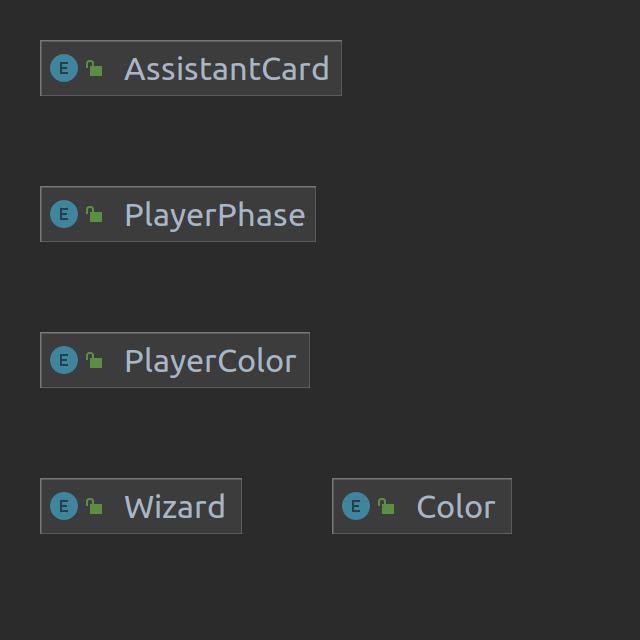 E AssistantCard
E PlayerPhase
E PlayerColor
E Wizard E Color